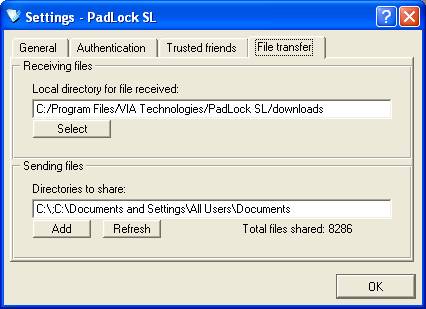 Settings - PadLock SL
General Authentication Trusted friends File transfer
Receiving files
Local directory for file received:
C:/Program Files/VIA Technologies/PadLock SL/downloads
Select
Sending files
Directories to share:
C:\;C:\Documents and Settings\All Users\Documents
Add Refresh Total files shared: 8286
OK